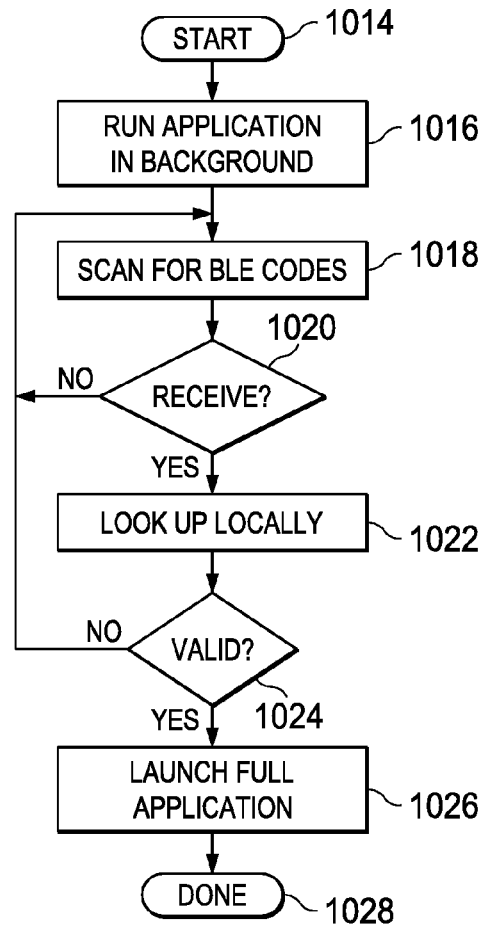 START
1014
RUN APPLICATION
IN BACKGROUND
1016
SCAN FOR BLE CODES
1018
1020
RECEIVE?
NO
YES
LOOK UP LOCALLY
1022
NO
VALID?
1024
YES
LAUNCH FULL
APPLICATION
1026
DONE
1028